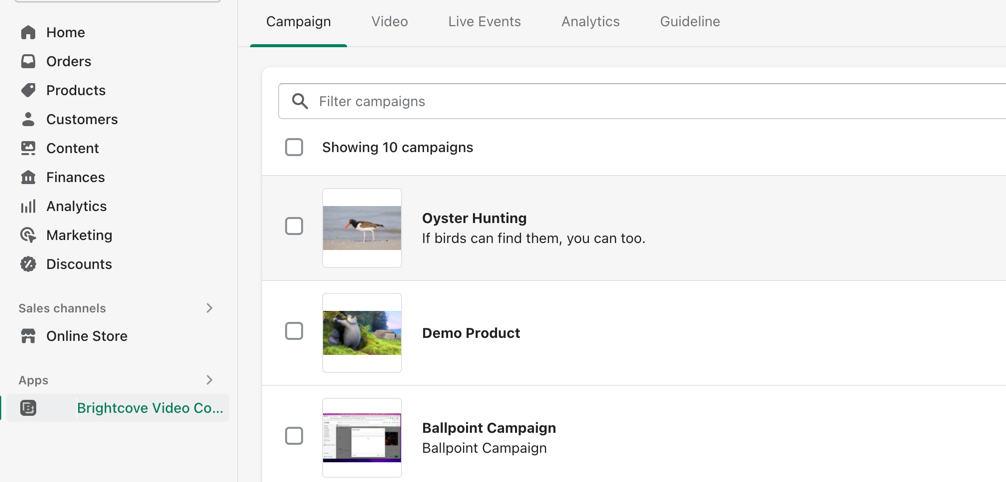 Home
Orders
Products
Customers
Content
Finances
Analytics
Marketing
Discounts
Sales channels
Online Store
Apps
Brightcove Video Co...
Campaign Video Live Events Analytics Guideline
Filter campaigns
Showing 10 campaigns
Oyster Hunting
If birds can find them, you can too.
Demo Product
Ballpoint Campaign
Ballpoint Campaign